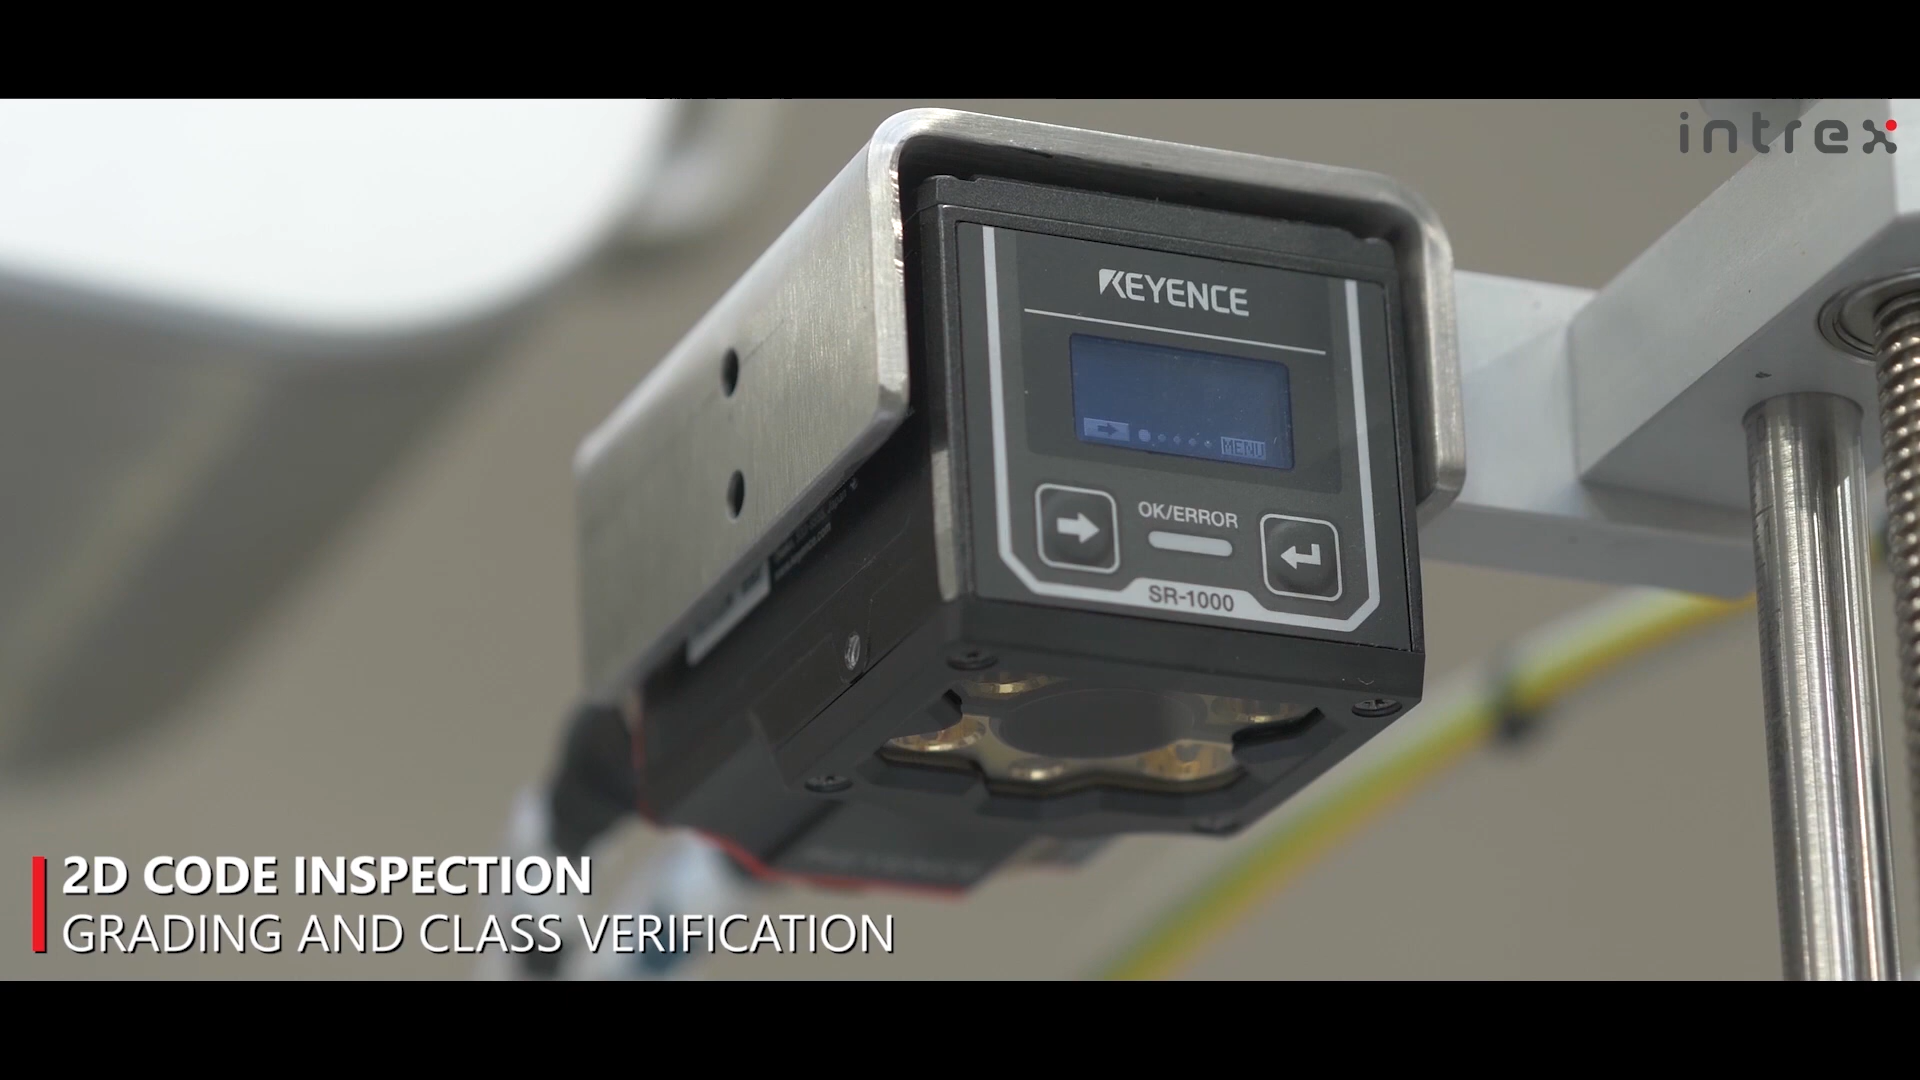 intrex
KEYENCE
MENU
OK/ERROR
SR-1000
2D CODE INSPECTION
GRADING AND CLASS VERIFICATION